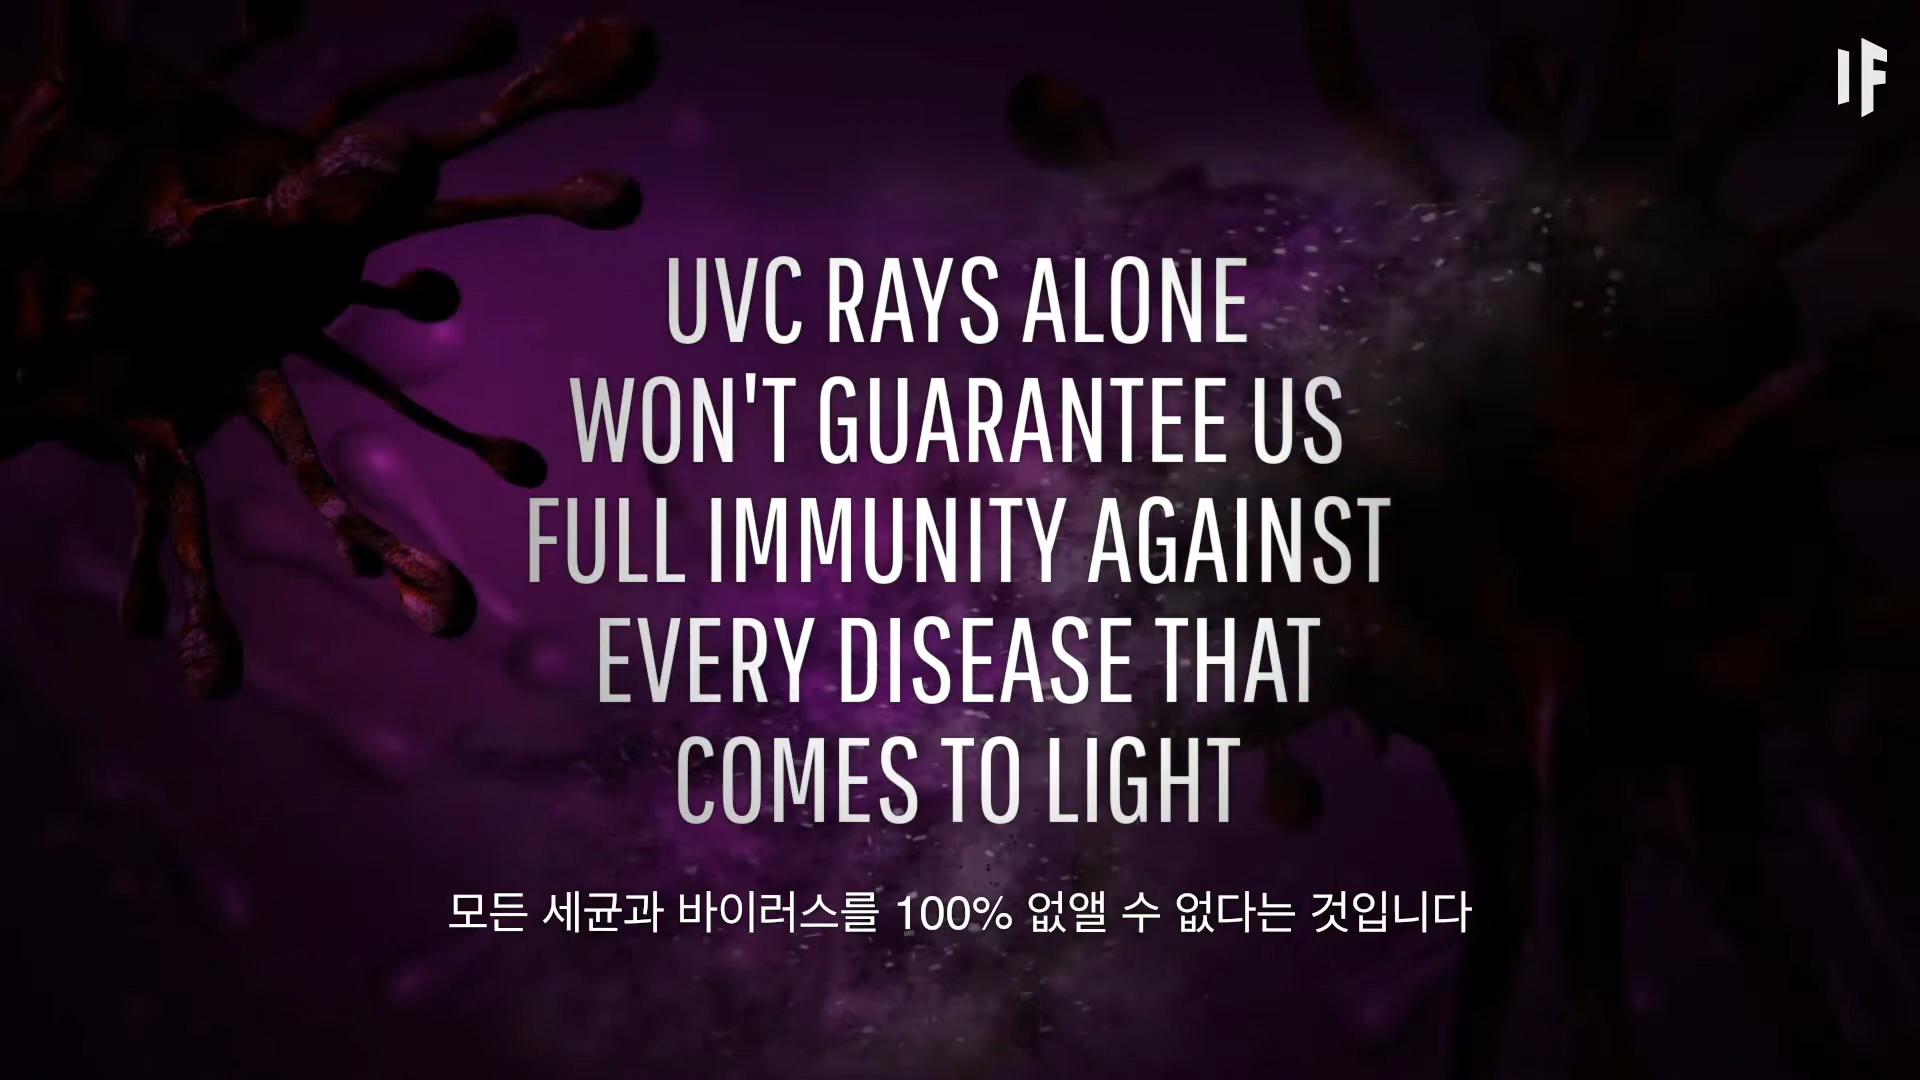 IF
UVC RAYS ALONE
WON'T GUARANTEE US
FULL IMMUNITY AGAINST
EVERY DISEASE THAT
COMES TO LIGHT
모든 세균과 바이러스를 100% 없앨 수 없다는 것입니다